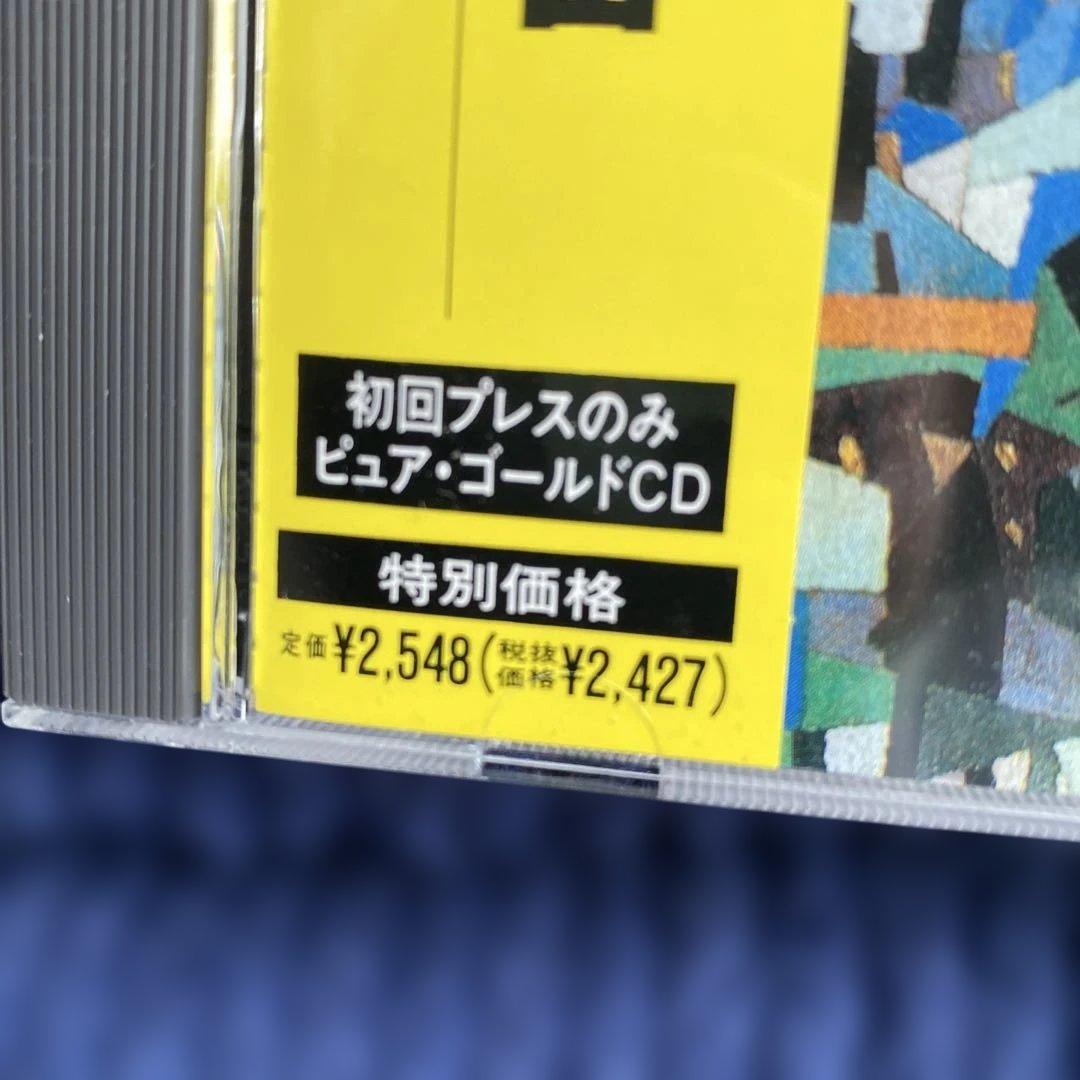 初回プレスのみ
ピュア・ゴールドCD
特別価格
定価¥2,548(税抜価格¥2,427)